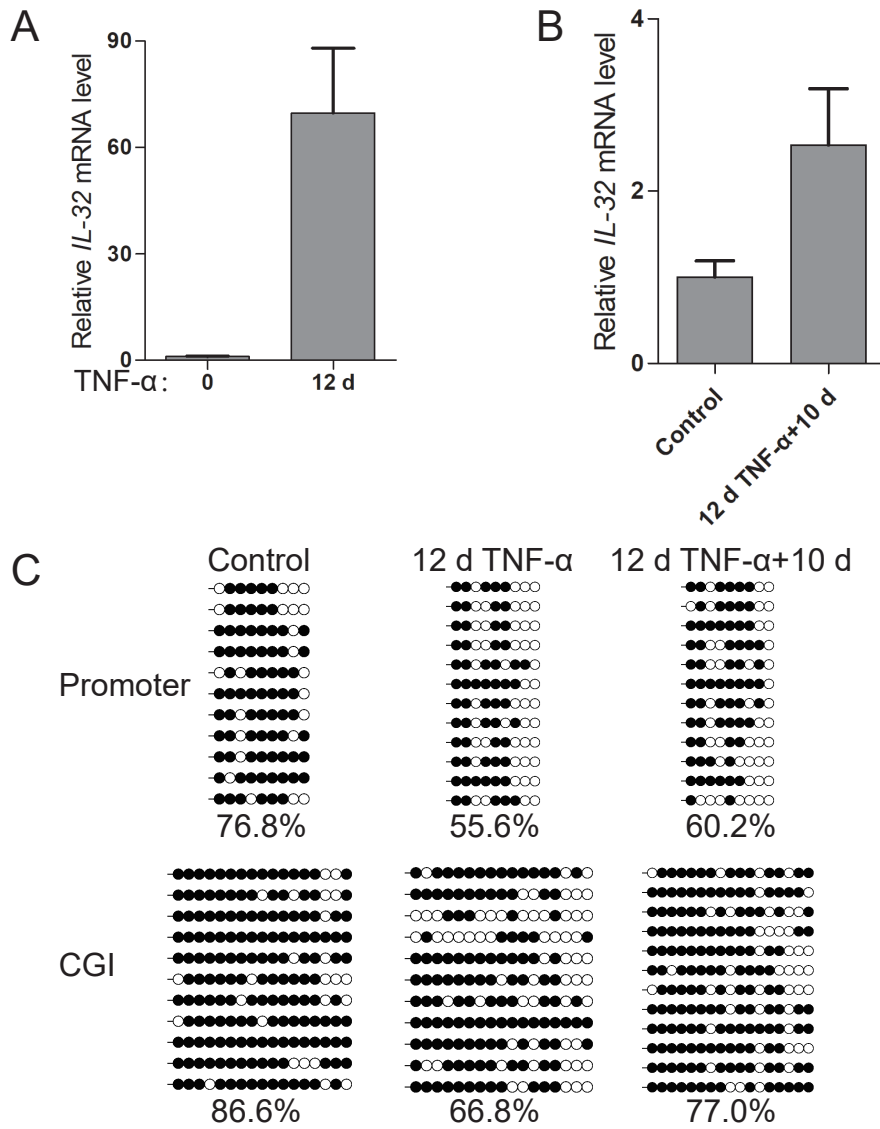 A
Relative IL-32 mRNA level
90
60
30
0
TNF-α: 0 12 d
B
Relative IL-32 mRNA level
4
2
0
Control
12 d TNF-α+10 d
C
Control 12 d TNF-α 12 d TNF-α+10 d
Promoter
76.8% 55.6% 60.2%
CGI
86.6% 66.8% 77.0%